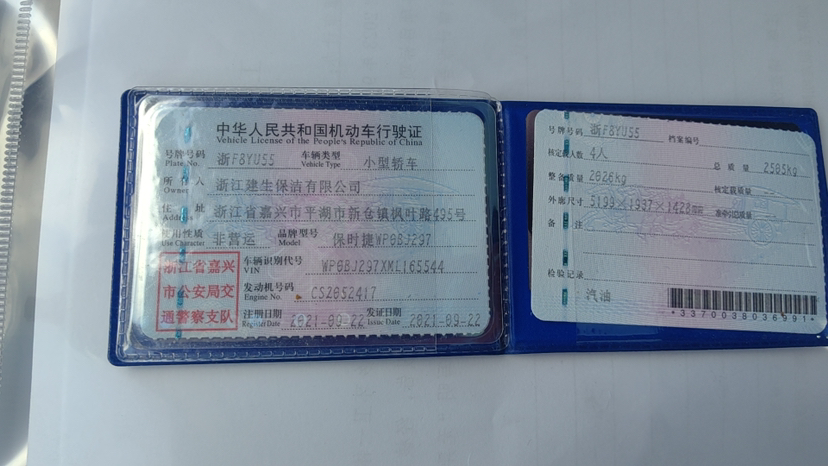 中华人民共和国机动车行驶证
Vehicle License of the People's Republic of China
号牌号码 Plate No. 浙F8YU55 车辆类型 Vehicle Type 小型轿车
所有人 Owner 浙江建生保洁有限公司
住址 Address 浙江省嘉兴市平湖市新仓镇枫叶路495号
使用性质 Use Character 非营运 品牌型号 Model 保时捷WP0BJ297
浙江省嘉兴
市公安局交
通警察支队
车辆识别代号 VIN WP0BJ297XML165544
发动机号码 Engine No. CS2052417
注册日期 Register Date 2021-09-22 发证日期 Issue Date 2021-09-22
号牌号码 浙F8YU55 档案编号
核定载人数 4人 总质量 2585kg
整备质量 2026kg 核定载质量
外廓尺寸 5199×1937×1428mm 准牵引总质量
备注
检验记录
汽油
*3370038036991*